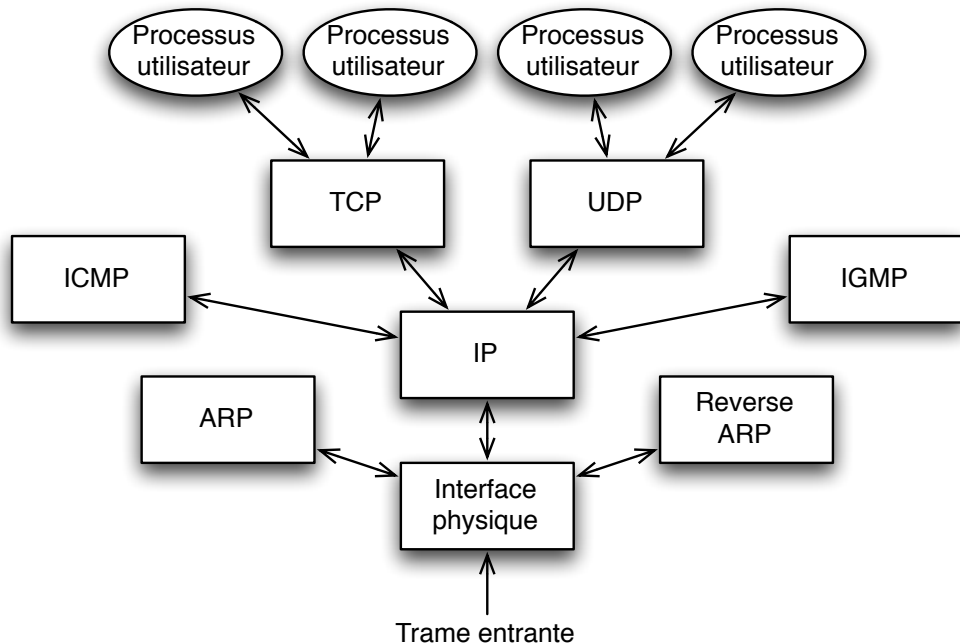 Processus
utilisateur
Processus
utilisateur
Processus
utilisateur
Processus
utilisateur
TCP
UDP
ICMP
IGMP
IP
ARP
Reverse
ARP
Interface
physique
Trame entrante